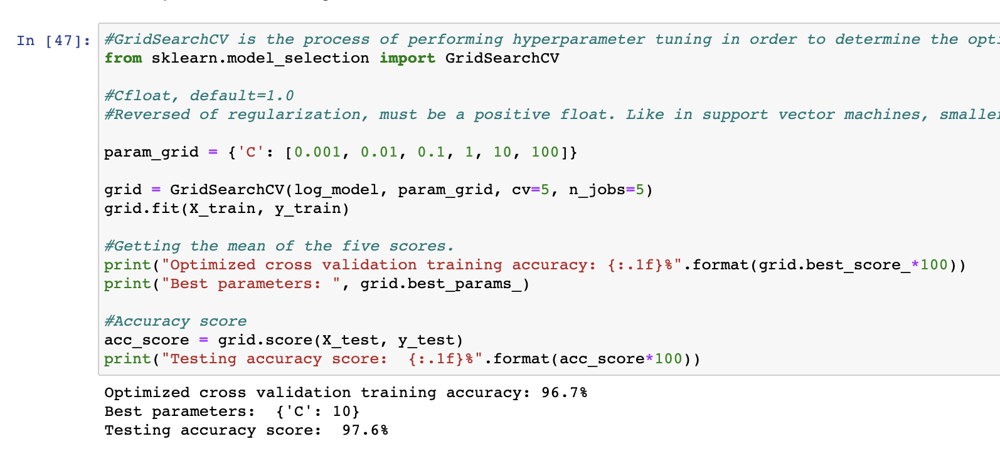 In [47]:
#GridSearchCV is the process of performing hyperparameter tuning in order to determine the
from sklearn.model_selection import GridSearchCV
#Cfloat, default=1.0
#Reversed of regularization, must be a positive float. Like in support vector machines,
param_grid = {'C': [0.001, 0.01, 0.1, 1, 10, 100]}
grid = GridSearchCV(log_model, param_grid, cv=5, n_jobs=5)
grid.fit(X_train, y_train)
#Getting the mean of the five scores.
print("Optimized cross validation training accuracy: {:.1f}%".format(grid.best_score_*100))
print("Best parameters: ", grid.best_params_)
#Accuracy score
acc_score = grid.score(X_test, y_test)
print("Testing accuracy score:  {:.1f}%".format(acc_score*100))
Optimized cross validation training accuracy: 96.7%
Best parameters:  {'C': 10}
Testing accuracy score:  97.6%